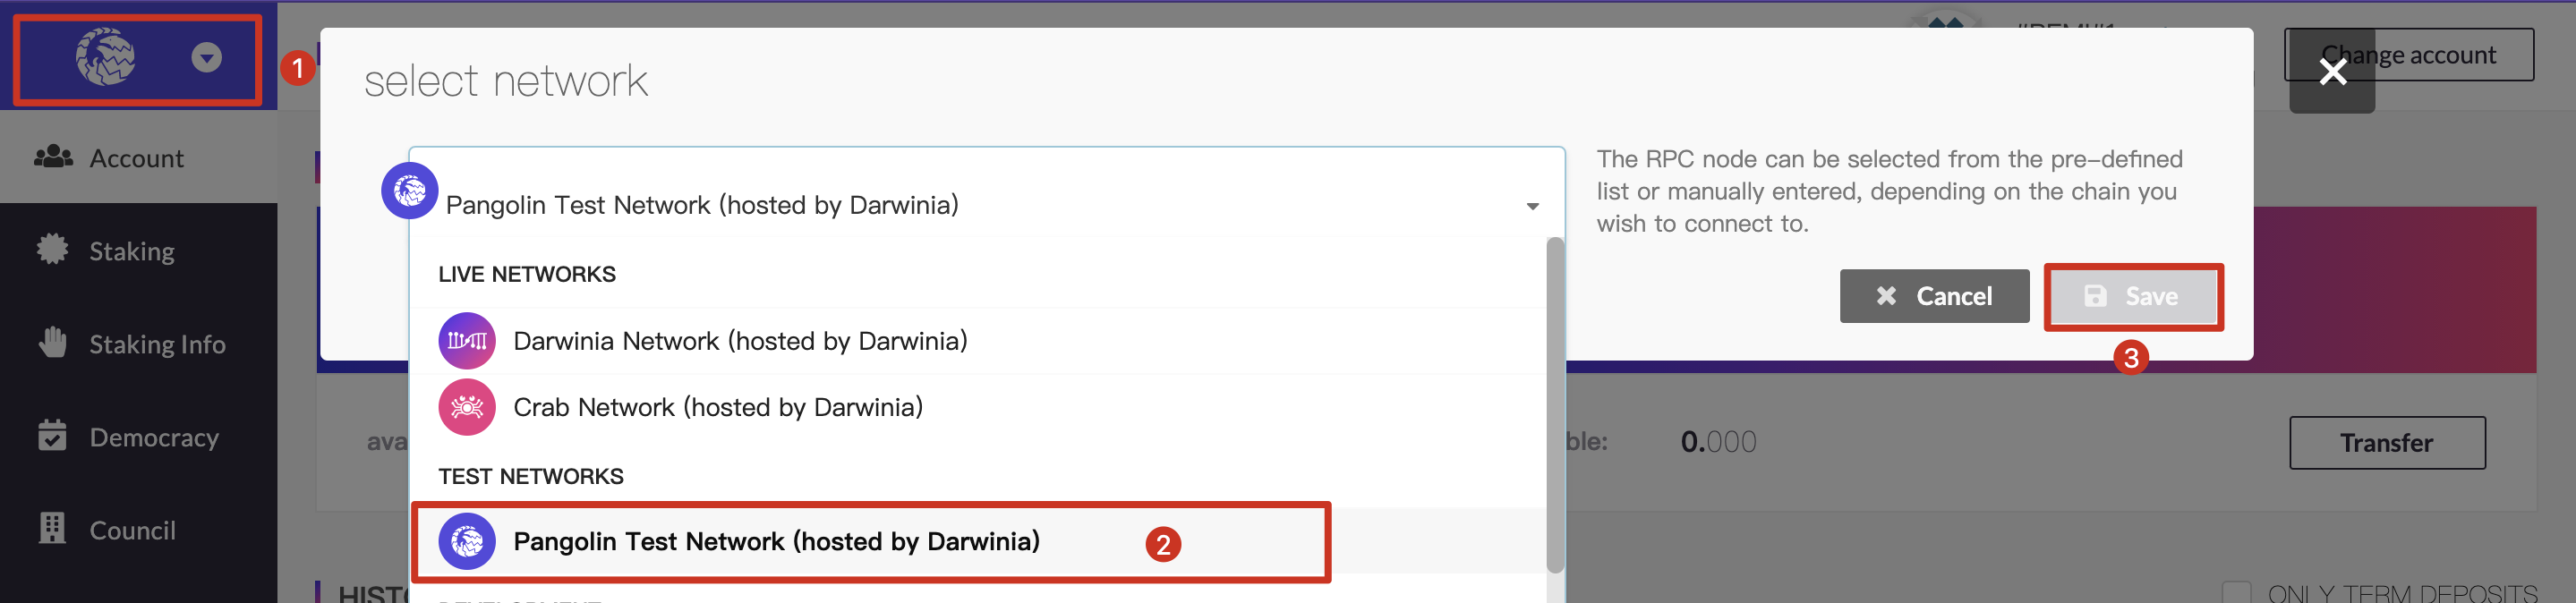 1
select network
Change account
Account
Staking
Staking Info
Democracy
Council
Pangolin Test Network (hosted by Darwinia)
LIVE NETWORKS
Darwinia Network (hosted by Darwinia)
Crab Network (hosted by Darwinia)
TEST NETWORKS
Pangolin Test Network (hosted by Darwinia)
2
The RPC node can be selected from the pre-defined
list or manually entered, depending on the chain you
wish to connect to.
Cancel
Save
3
0.000
Transfer
ONLY TERM DEPOSITS